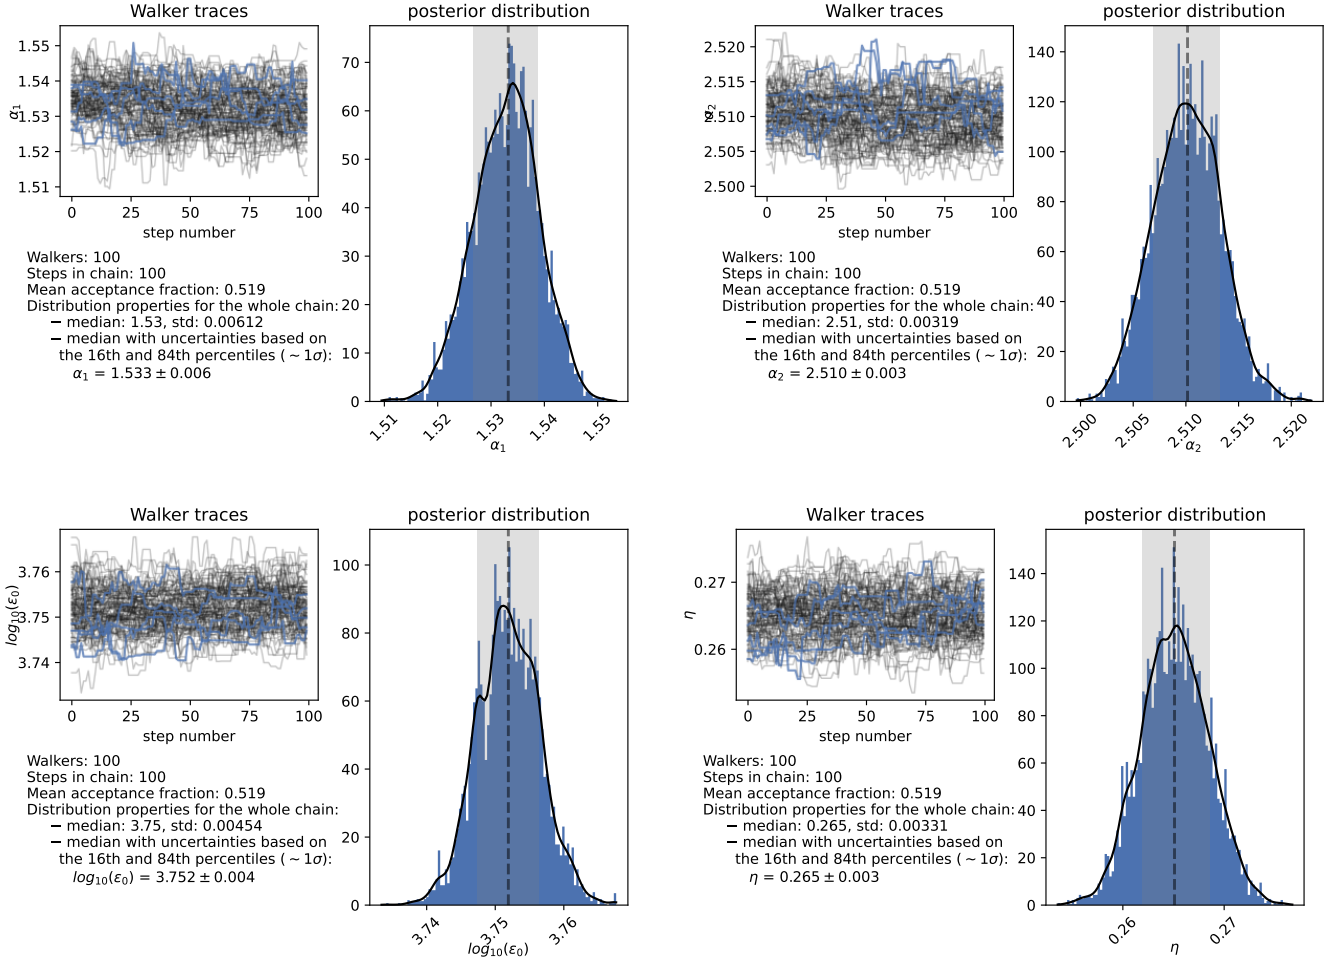 Walker traces
α₁
1.55
1.54
1.53
1.52
1.51
0 25 50 75 100
step number
Walkers: 100
Steps in chain: 100
Mean acceptance fraction: 0.519
Distribution properties for the whole chain:
− median: 1.53, std: 0.00612
− median with uncertainties based on
the 16th and 84th percentiles (∼ 1σ):
α₁ = 1.533 ± 0.006
posterior distribution
70
60
50
40
30
20
10
0
1.51 1.52 1.53 1.54 1.55
α₁
Walker traces
α₂
2.520
2.515
2.510
2.505
2.500
0 25 50 75 100
step number
Walkers: 100
Steps in chain: 100
Mean acceptance fraction: 0.519
Distribution properties for the whole chain:
− median: 2.51, std: 0.00319
− median with uncertainties based on
the 16th and 84th percentiles (∼ 1σ):
α₂ = 2.510 ± 0.003
posterior distribution
140
120
100
80
60
40
20
0
2.500 2.505 2.510 2.515 2.520
α₂
Walker traces
log₁₀(ε₀)
3.76
3.75
3.74
0 25 50 75 100
step number
Walkers: 100
Steps in chain: 100
Mean acceptance fraction: 0.519
Distribution properties for the whole chain:
− median: 3.75, std: 0.00454
− median with uncertainties based on
the 16th and 84th percentiles (∼ 1σ):
log₁₀(ε₀) = 3.752 ± 0.004
posterior distribution
100
80
60
40
20
0
3.74 3.75 3.76
log₁₀(ε₀)
Walker traces
η
0.27
0.26
0 25 50 75 100
step number
Walkers: 100
Steps in chain: 100
Mean acceptance fraction: 0.519
Distribution properties for the whole chain:
− median: 0.265, std: 0.00331
− median with uncertainties based on
the 16th and 84th percentiles (∼ 1σ):
η = 0.265 ± 0.003
posterior distribution
140
120
100
80
60
40
20
0
0.26 0.27
η